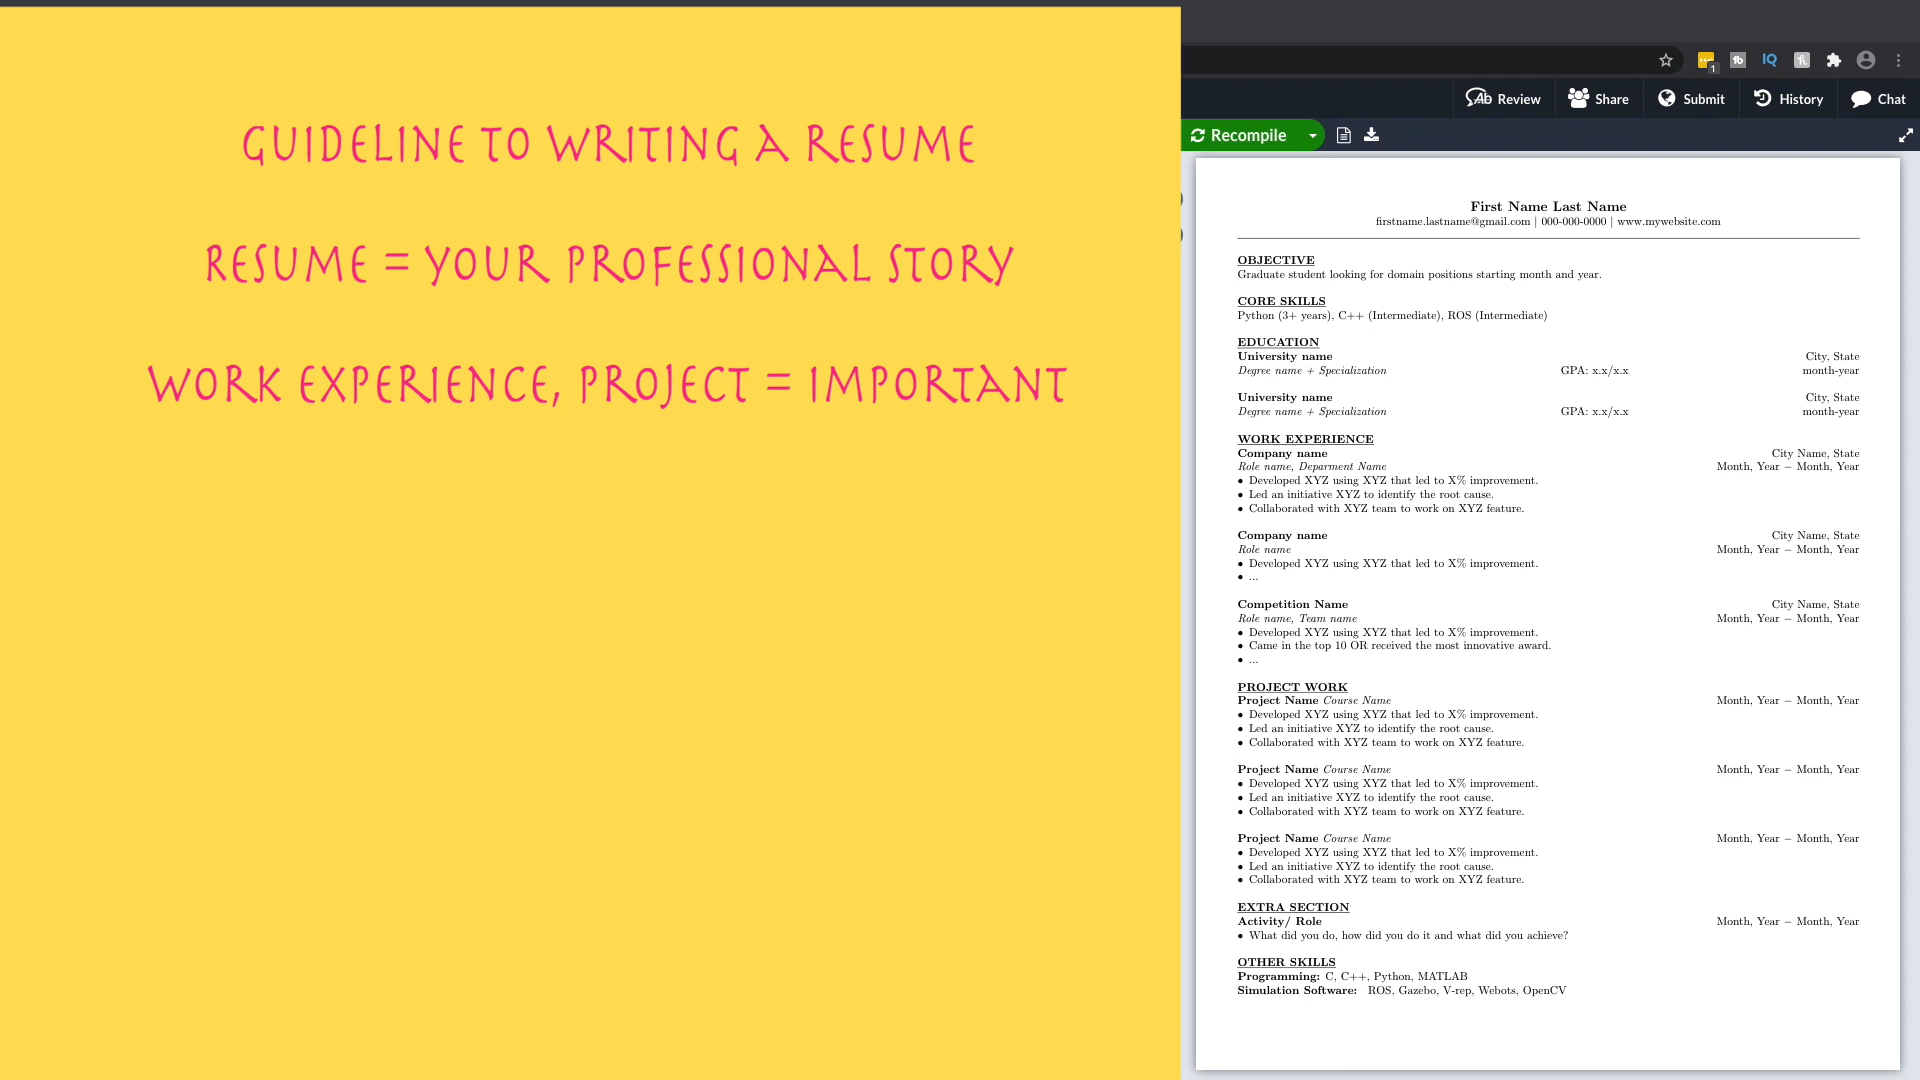 GUIDELINE TO WRITING A RESUME
RESUME = YOUR PROFESSIONAL STORY
WORK EXPERIENCE, PROJECT = IMPORTANT
1
IQ
Review
Share
Submit
History
Chat
Recompile
First Name Last Name
firstname.lastname@gmail.com | 000-000-0000 | www.mywebsite.com
OBJECTIVE
Graduate student looking for domain positions starting month and year.
CORE SKILLS
Python (3+ years), C++ (Intermediate), ROS (Intermediate)
EDUCATION
University name City, State
Degree name + Specialization GPA: x.x/x.x month-year
University name City, State
Degree name + Specialization GPA: x.x/x.x month-year
WORK EXPERIENCE
Company name City Name, State
Role name, Deparment Name Month, Year − Month, Year
• Developed XYZ using XYZ that led to X% improvement.
• Led an initiative XYZ to identify the root cause.
• Collaborated with XYZ team to work on XYZ feature.
Company name City Name, State
Role name Month, Year − Month, Year
• Developed XYZ using XYZ that led to X% improvement.
• ...
Competition Name City Name, State
Role name, Team name Month, Year − Month, Year
• Developed XYZ using XYZ that led to X% improvement.
• Came in the top 10 OR received the most innovative award.
• ...
PROJECT WORK
Project Name Course Name Month, Year − Month, Year
• Developed XYZ using XYZ that led to X% improvement.
• Led an initiative XYZ to identify the root cause.
• Collaborated with XYZ team to work on XYZ feature.
Project Name Course Name Month, Year − Month, Year
• Developed XYZ using XYZ that led to X% improvement.
• Led an initiative XYZ to identify the root cause.
• Collaborated with XYZ team to work on XYZ feature.
Project Name Course Name Month, Year − Month, Year
• Developed XYZ using XYZ that led to X% improvement.
• Led an initiative XYZ to identify the root cause.
• Collaborated with XYZ team to work on XYZ feature.
EXTRA SECTION
Activity/ Role Month, Year − Month, Year
• What did you do, how did you do it and what did you achieve?
OTHER SKILLS
Programming: C, C++, Python, MATLAB
Simulation Software: ROS, Gazebo, V-rep, Webots, OpenCV